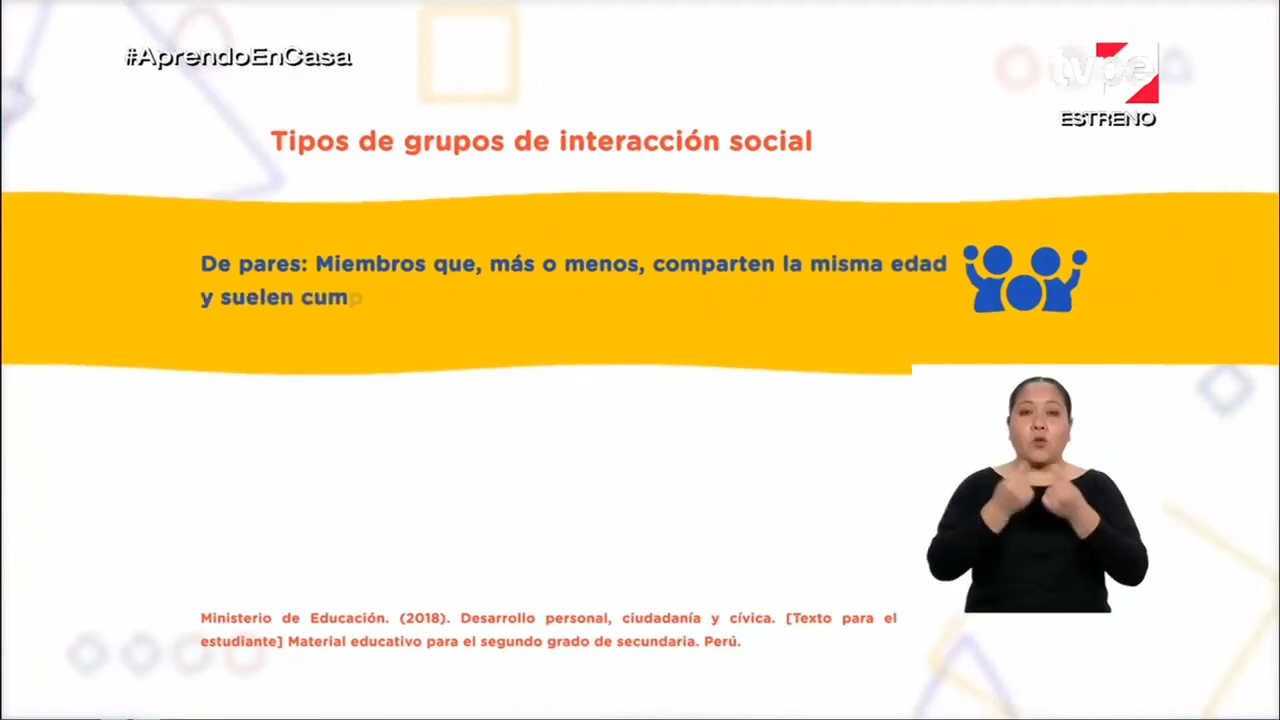 #AprendoEnCasa
tvpe
ESTRENO
Tipos de grupos de interacción social
De pares: Miembros que, más o menos, comparten la misma edad
y suelen cump
Ministerio de Educación. (2018). Desarrollo personal, ciudadanía y cívica. [Texto para el
estudiante] Material educativo para el segundo grado de secundaria. Perú.